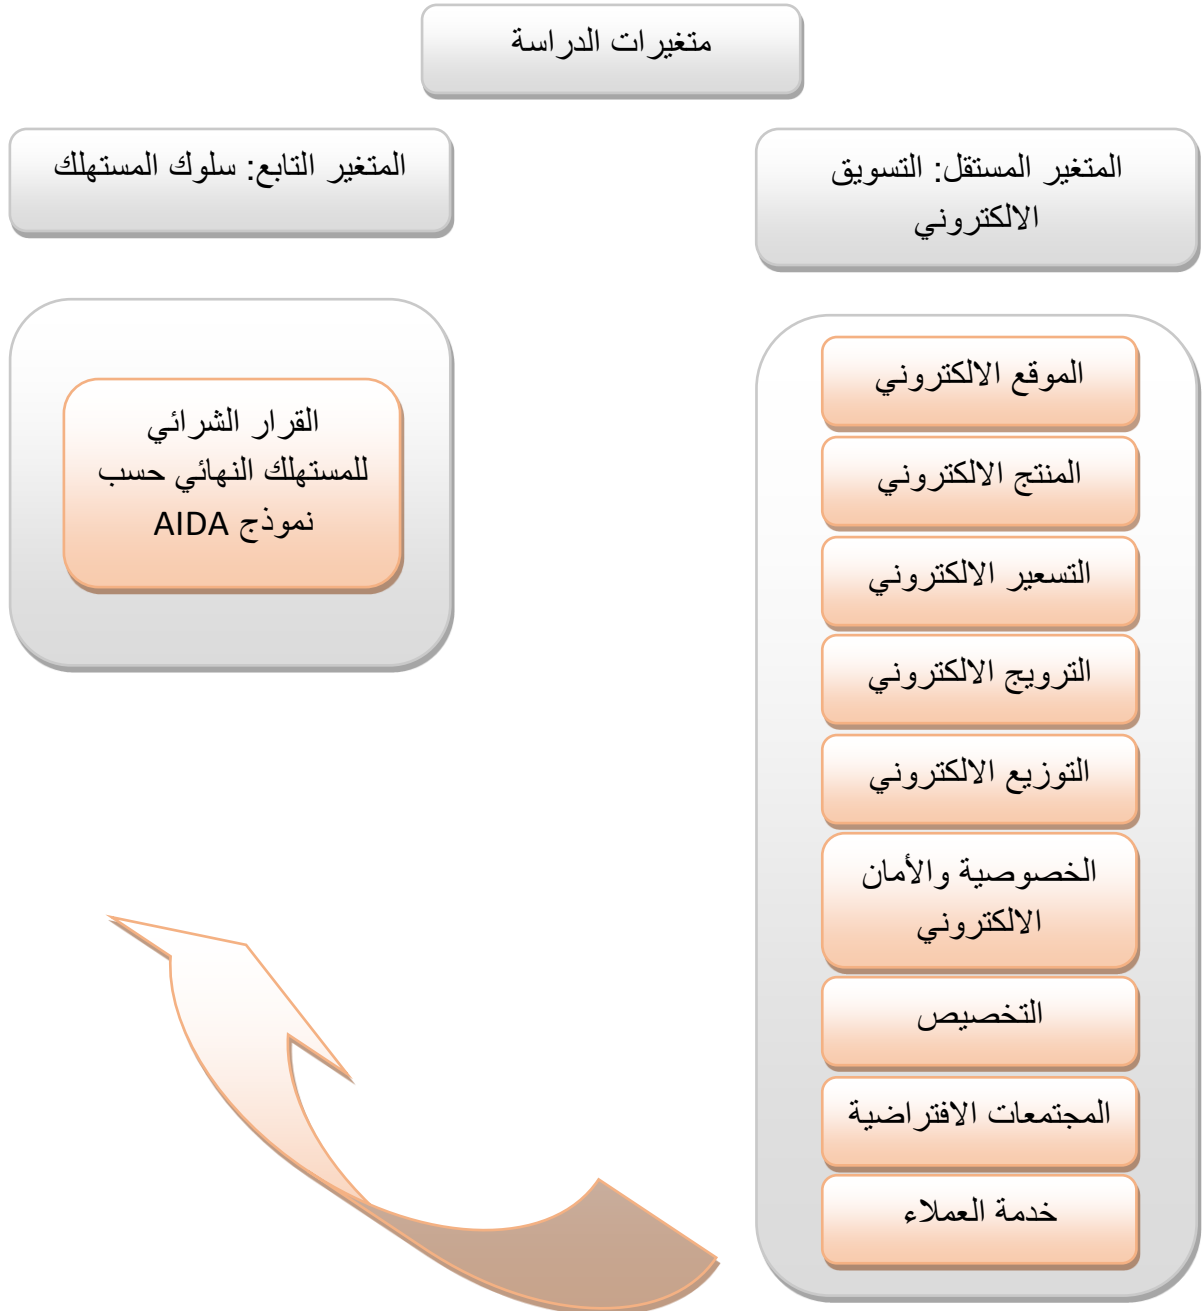 متغيرات الدراسة
المتغير المستقل: التسويق
الالكتروني
الموقع الالكتروني
المنتج الالكتروني
التسعير الالكتروني
الترويج الالكتروني
التوزيع الالكتروني
الخصوصية والأمان
الالكتروني
التخصيص
المجتمعات الافتراضية
خدمة العملاء
المتغير التابع: سلوك المستهلك
القرار الشرائي
للمستهلك النهائي حسب
نموذج AIDA